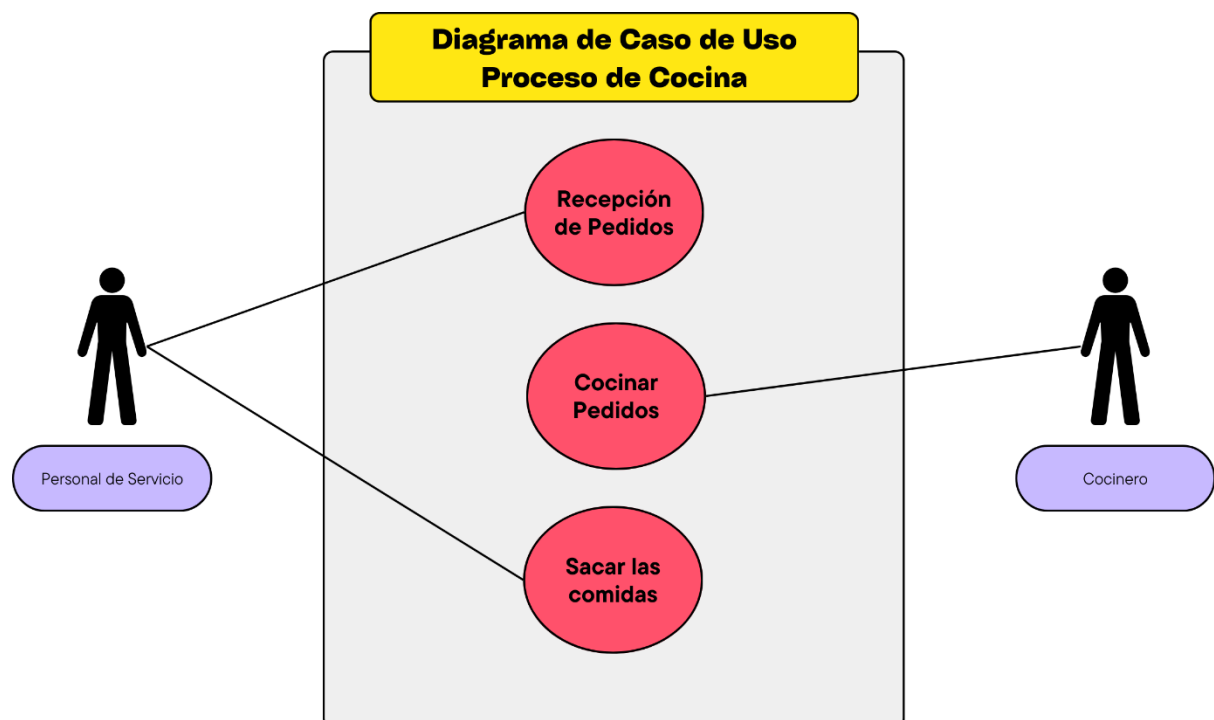 Diagrama de Caso de Uso
Proceso de Cocina
Recepción
de Pedidos
Cocinar
Pedidos
Personal de Servicio
Cocinero
Sacar las
comidas